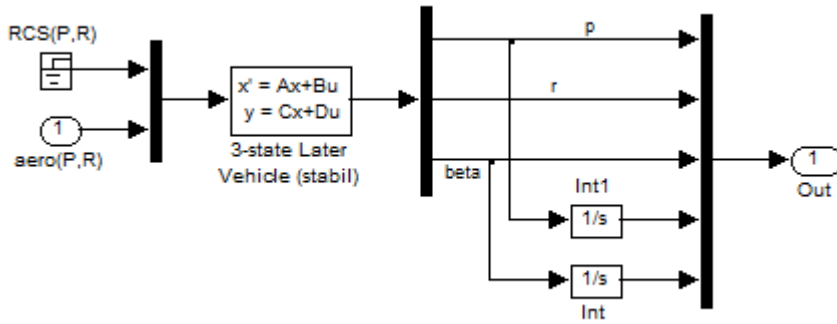 RCS(P,R)
1
aero(P,R)
x' = Ax+Bu
y = Cx+Du
3-state Later
Vehicle (stabil)
p
r
beta
Int1
1/s
1/s
Int
1
Out